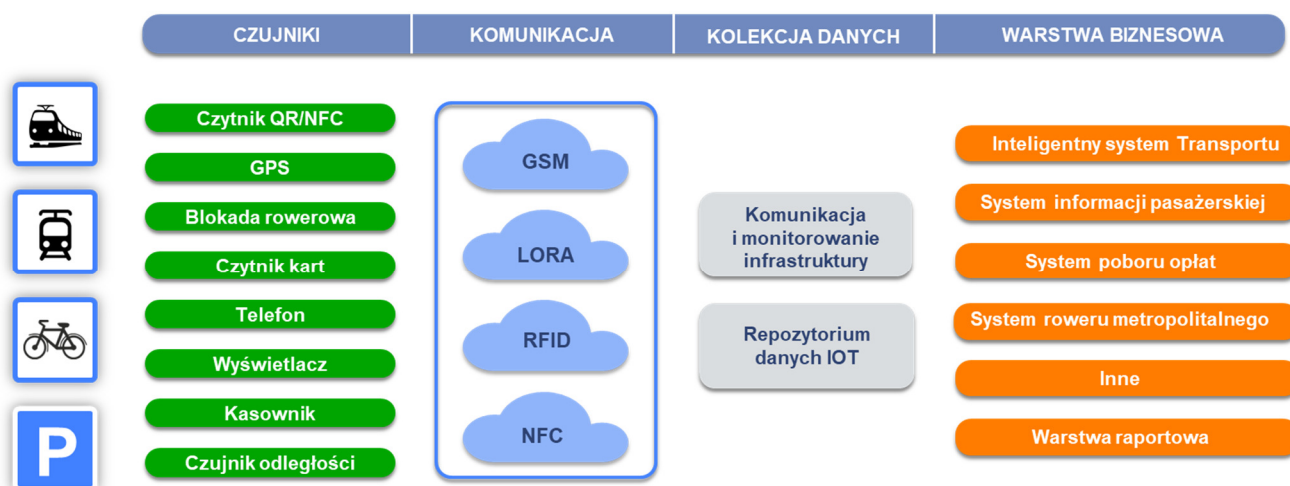 CZUJNIKI
KOMUNIKACJA
KOLEKCJA DANYCH
WARSTWA BIZNESOWA
Czytnik QR/NFC
GPS
Blokada rowerowa
Czytnik kart
Telefon
Wyświetlacz
Kasownik
Czujnik odległości
P
GSM
LORA
RFID
NFC
Komunikacja
i monitorowanie
infrastruktury
Repozytorium
danych IOT
Inteligentny system Transportu
System informacji pasażerskiej
System poboru opłat
System roweru metropolitalnego
Inne
Warstwa raportowa